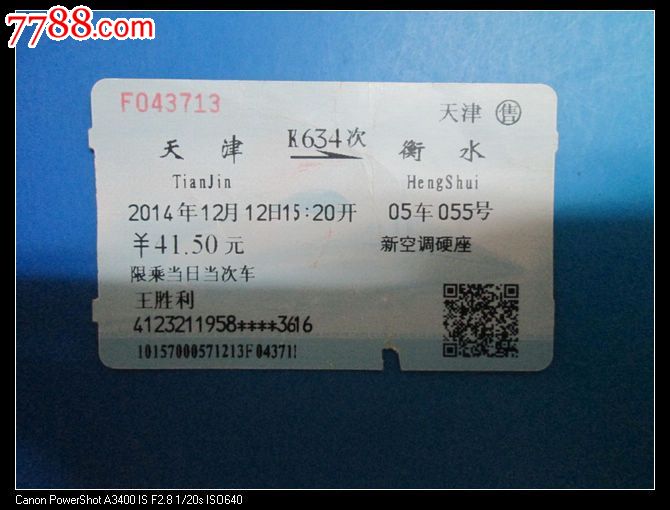 7788.com
F043713
天津 售
天津 K634次 衡水
TianJin HengShui
2014年12月12日15:20开 05车055号
￥41.50元 新空调硬座
限乘当日当次车
王胜利
4123211958****3616
Canon PowerShot A3400 IS F2.8 1/20s ISO640